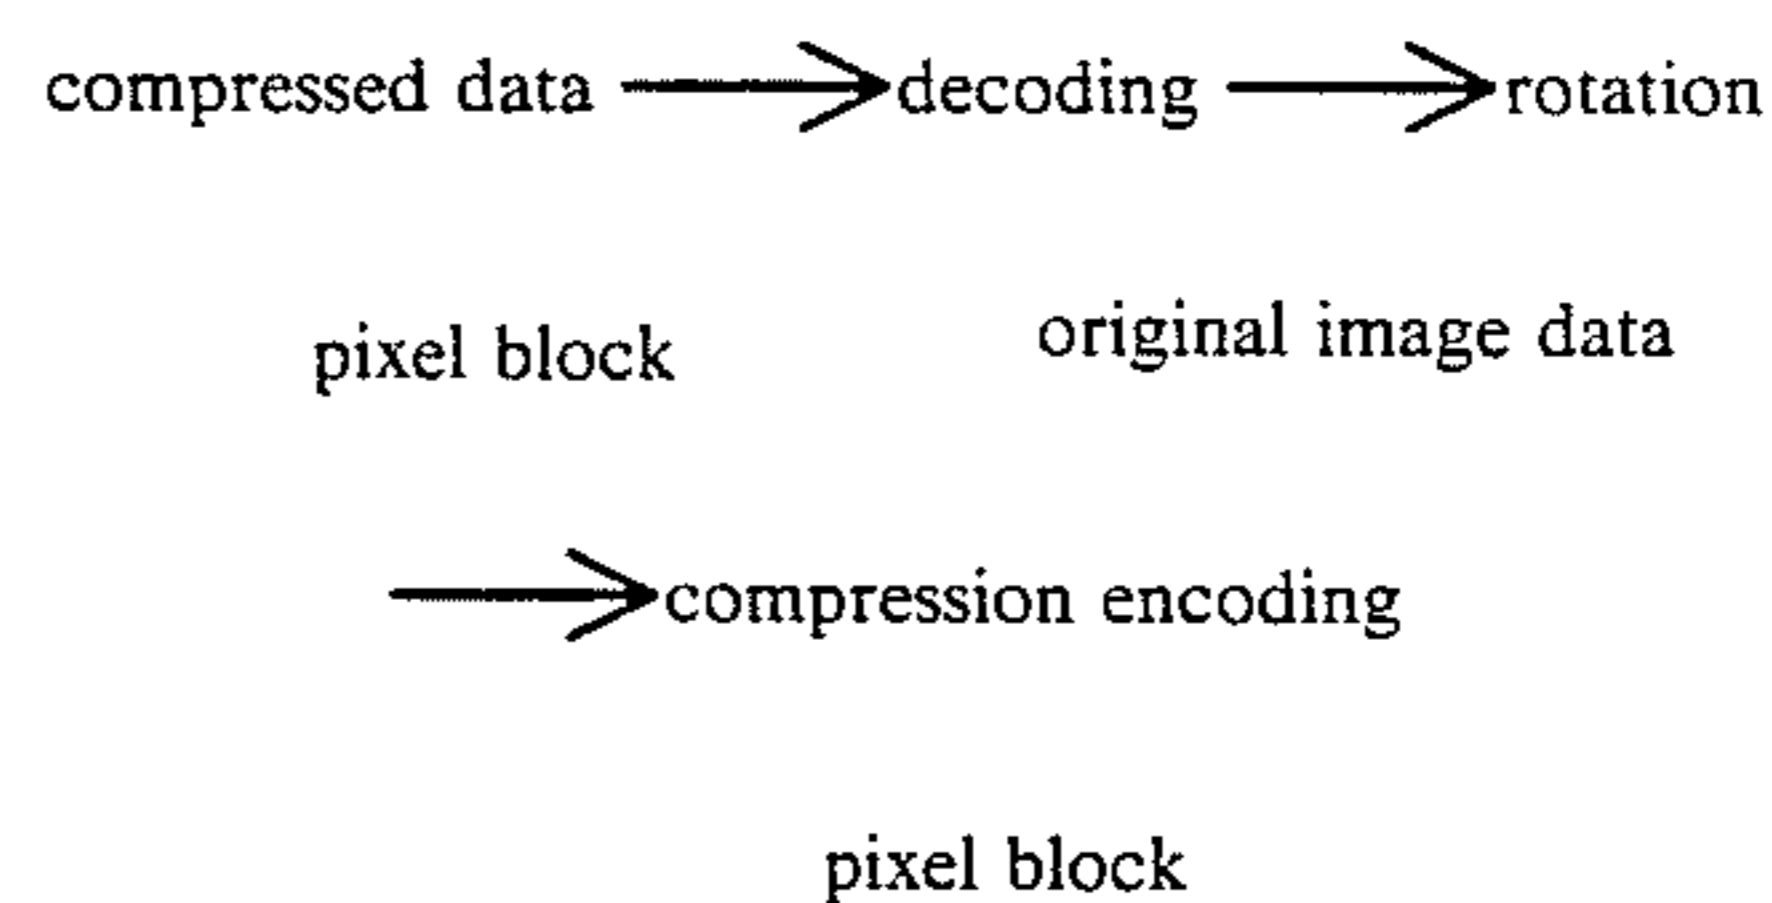 compressed data → decoding → rotation
pixel block original image data
→ compression encoding
pixel block